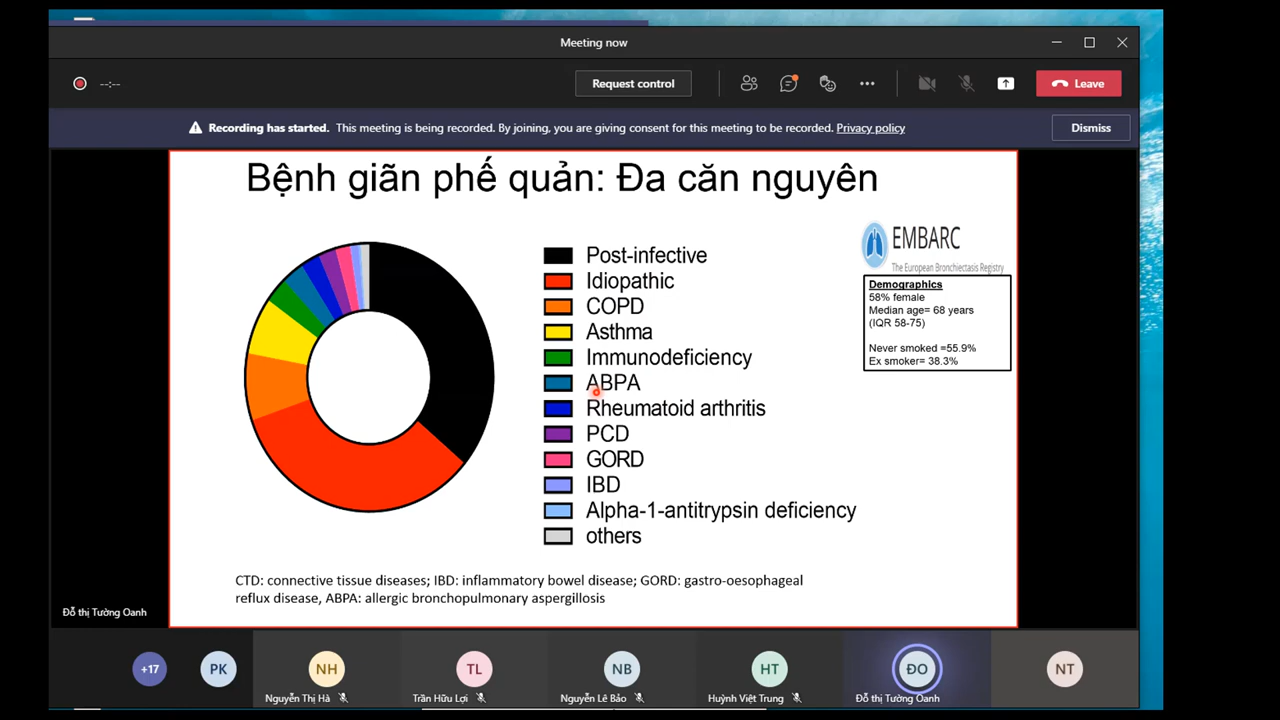 Meeting now
--:--
Request control
Leave
Recording has started. This meeting is being recorded. By joining, you are giving consent for this meeting to be recorded. Privacy policy
Dismiss
Bệnh giãn phế quản: Đa căn nguyên
EMBARC
The European Bronchiectasis Registry
Demographics
58% female
Median age= 68 years
(IQR 58-75)
Never smoked =55.9%
Ex smoker= 38.3%
Post-infective
Idiopathic
COPD
Asthma
Immunodeficiency
ABPA
Rheumatoid arthritis
PCD
GORD
IBD
Alpha-1-antitrypsin deficiency
others
CTD: connective tissue diseases; IBD: inflammatory bowel disease; GORD: gastro-oesophageal
reflux disease, ABPA: allergic bronchopulmonary aspergillosis
Đỗ thị Tường Oanh
+17
PK
NH
TL
NB
HT
ĐO
NT
Nguyễn Thị Hà
Trần Hữu Lợi
Nguyễn Lê Bảo
Huỳnh Việt Trung
Đỗ thị Tường Oanh